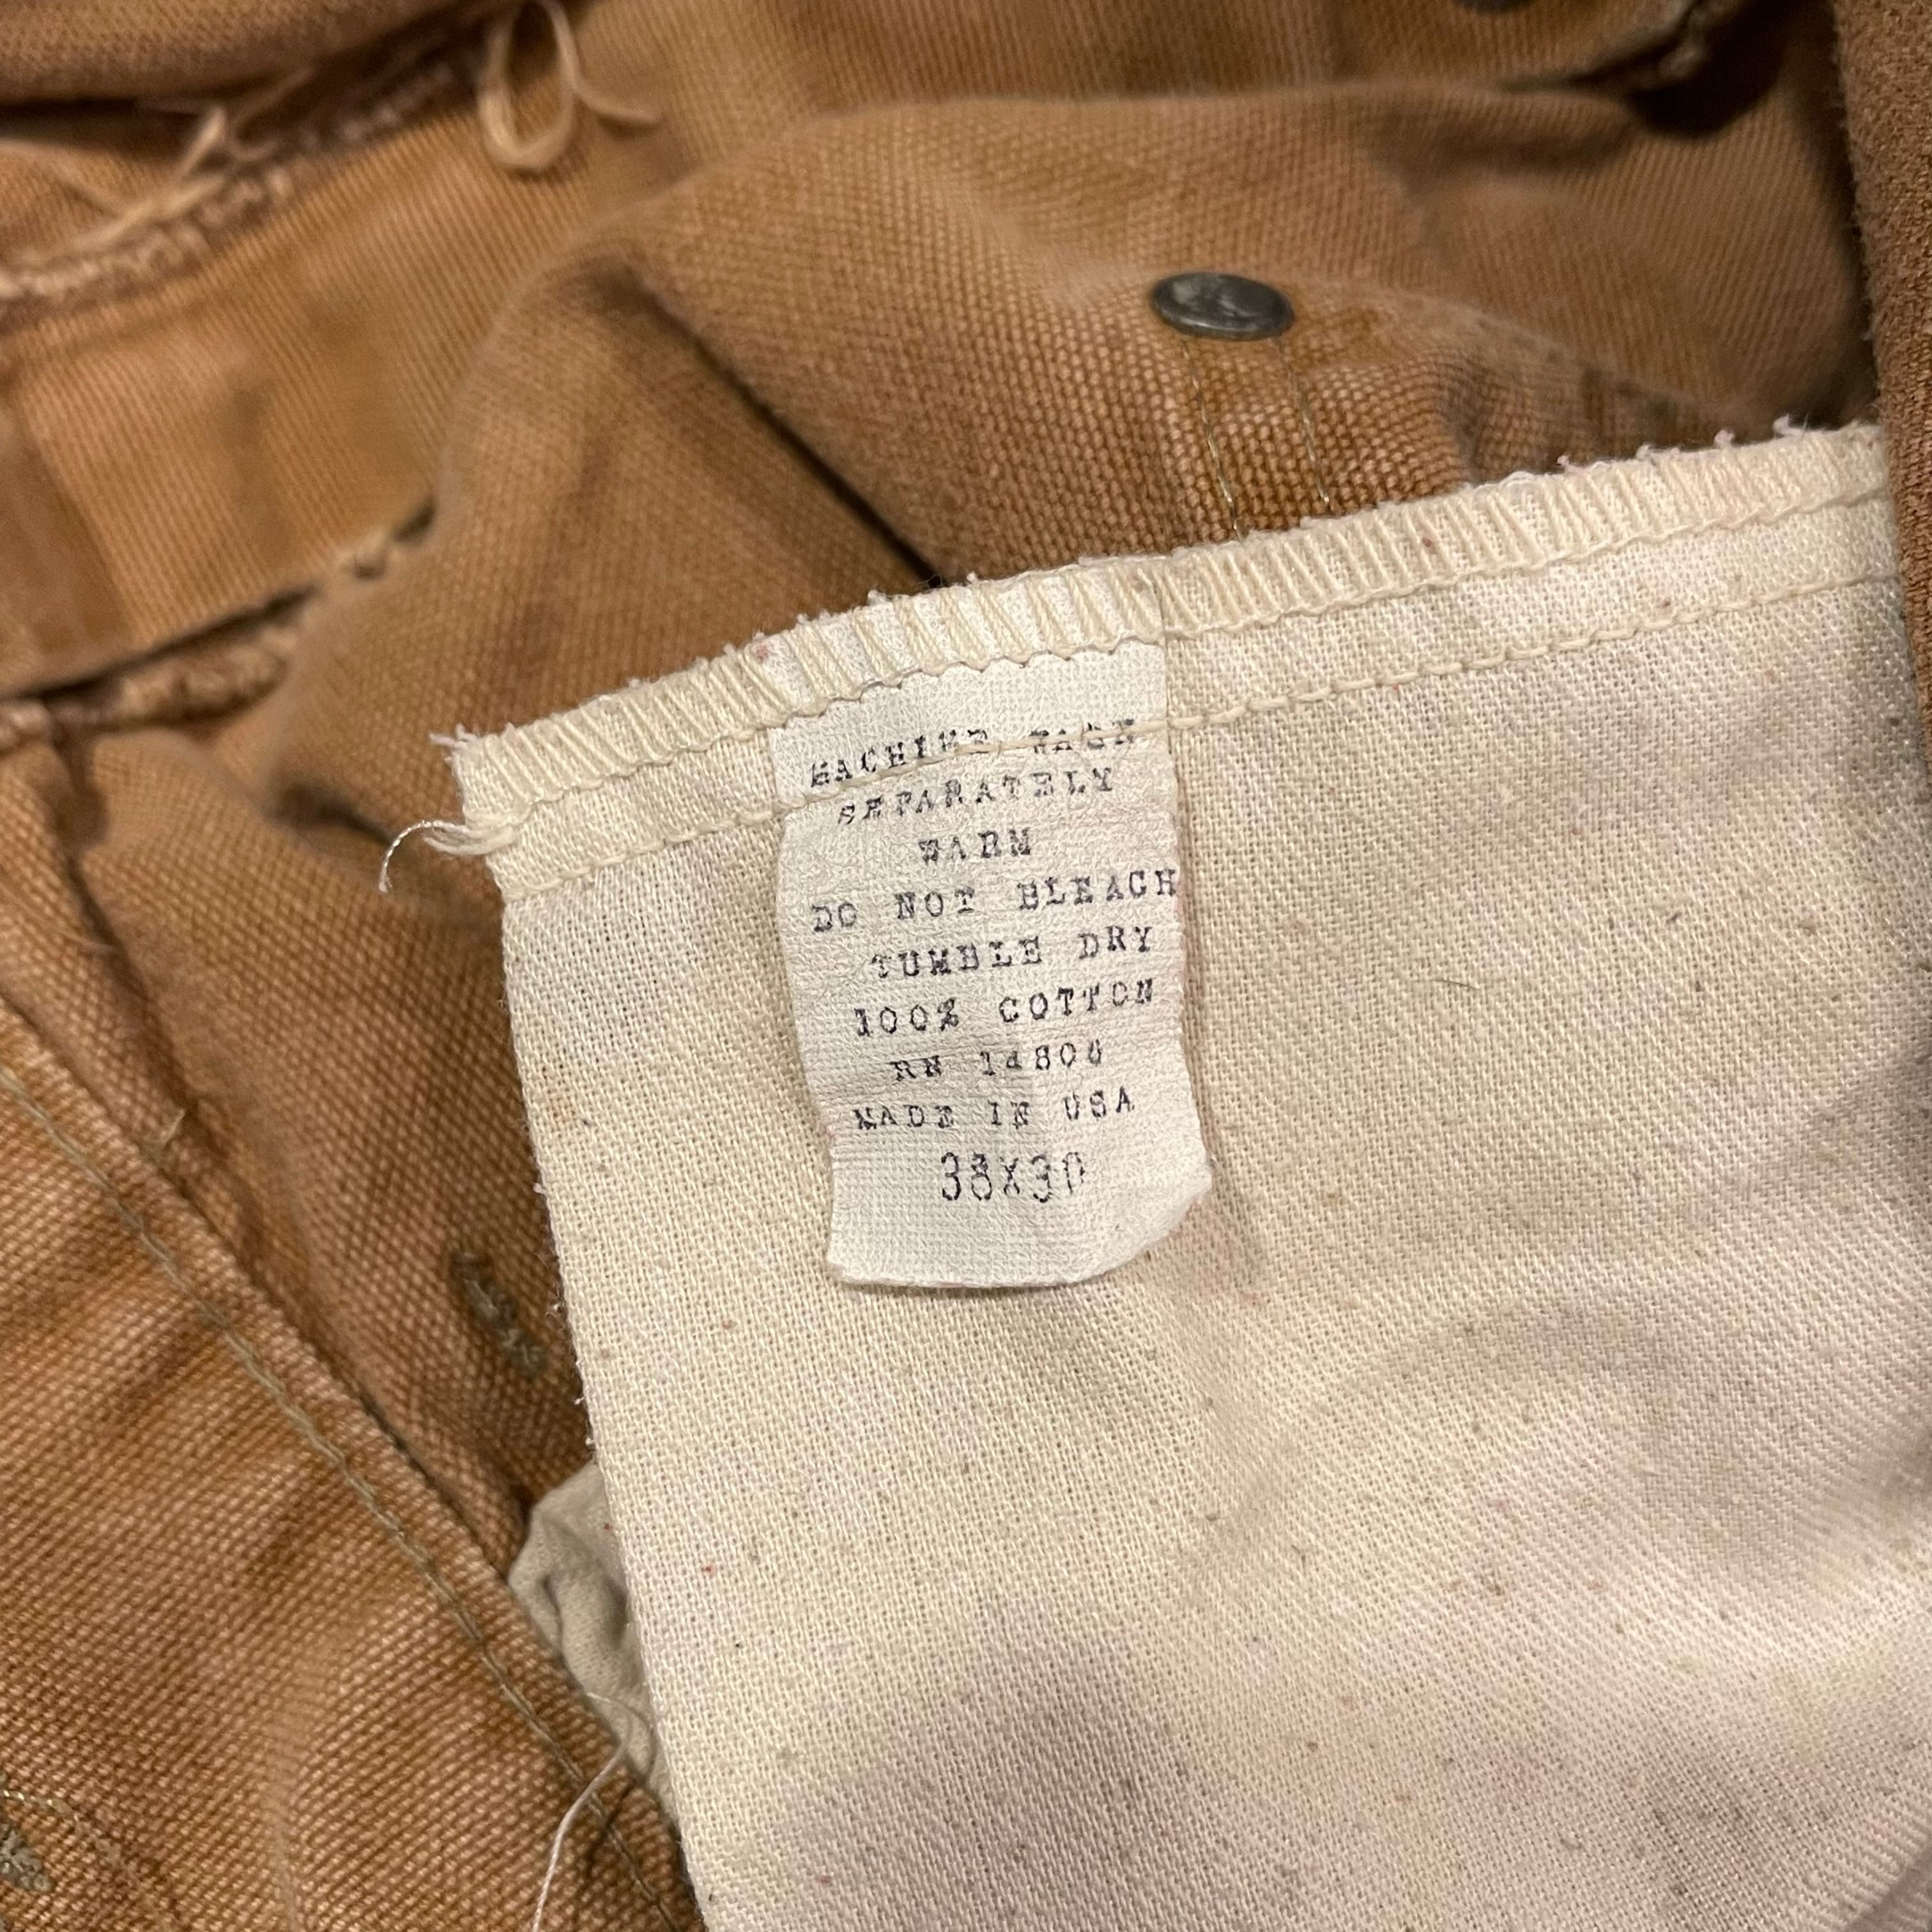 MACHINE WASH
SEPARATELY
WARM
DO NOT BLEACH
TUMBLE DRY
100% COTTON
RN 14806
MADE IN USA
38X30